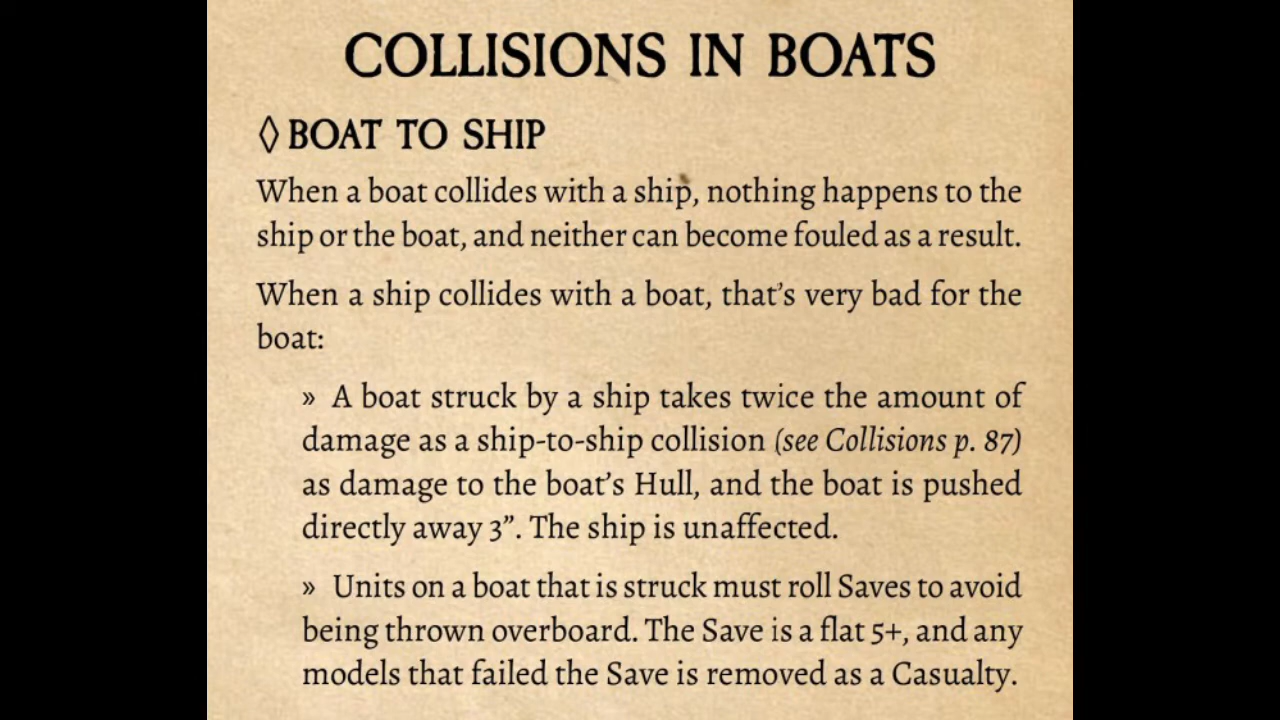 COLLISIONS IN BOATS
◊ BOAT TO SHIP
When a boat collides with a ship, nothing happens to the
ship or the boat, and neither can become fouled as a result.
When a ship collides with a boat, that’s very bad for the
boat:
» A boat struck by a ship takes twice the amount of
damage as a ship-to-ship collision (see Collisions p. 87)
as damage to the boat’s Hull, and the boat is pushed
directly away 3”. The ship is unaffected.
» Units on a boat that is struck must roll Saves to avoid
being thrown overboard. The Save is a flat 5+, and any
models that failed the Save is removed as a Casualty.